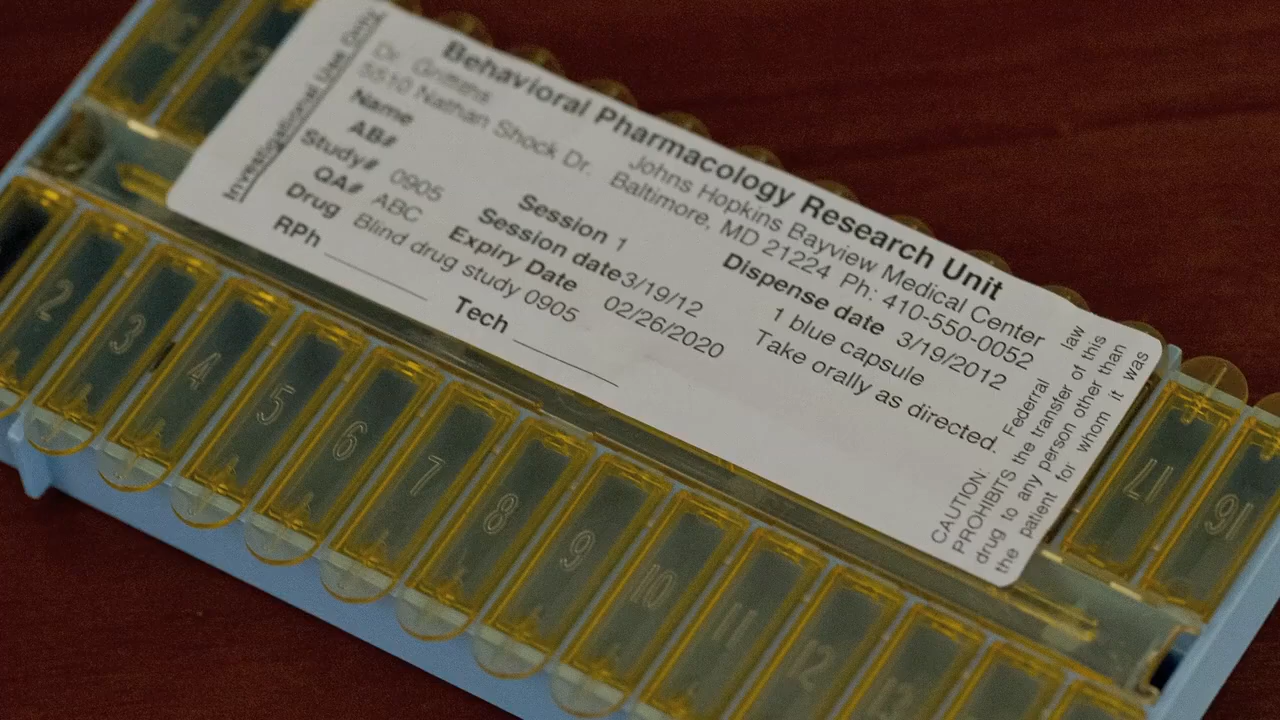 Investigational Use Only
Behavioral Pharmacology Research Unit
Dr. Griffiths Johns Hopkins Bayview Medical Center
5510 Nathan Shock Dr. Baltimore, MD 21224 Ph: 410-550-0052
Name
AB# Session 1 Dispense date 3/19/2012
Study# 0905 Session date3/19/12 1 blue capsule
QA# ABC Expiry Date 02/26/2020 Take orally as directed.
Drug Blind drug study 0905
RPh Tech
CAUTION: Federral law
PROHIBITS the transfer of this
drug to any person other than
the patient for whom it was
2
3
4
5
6
7
8
9
10
11
12
13
17
16